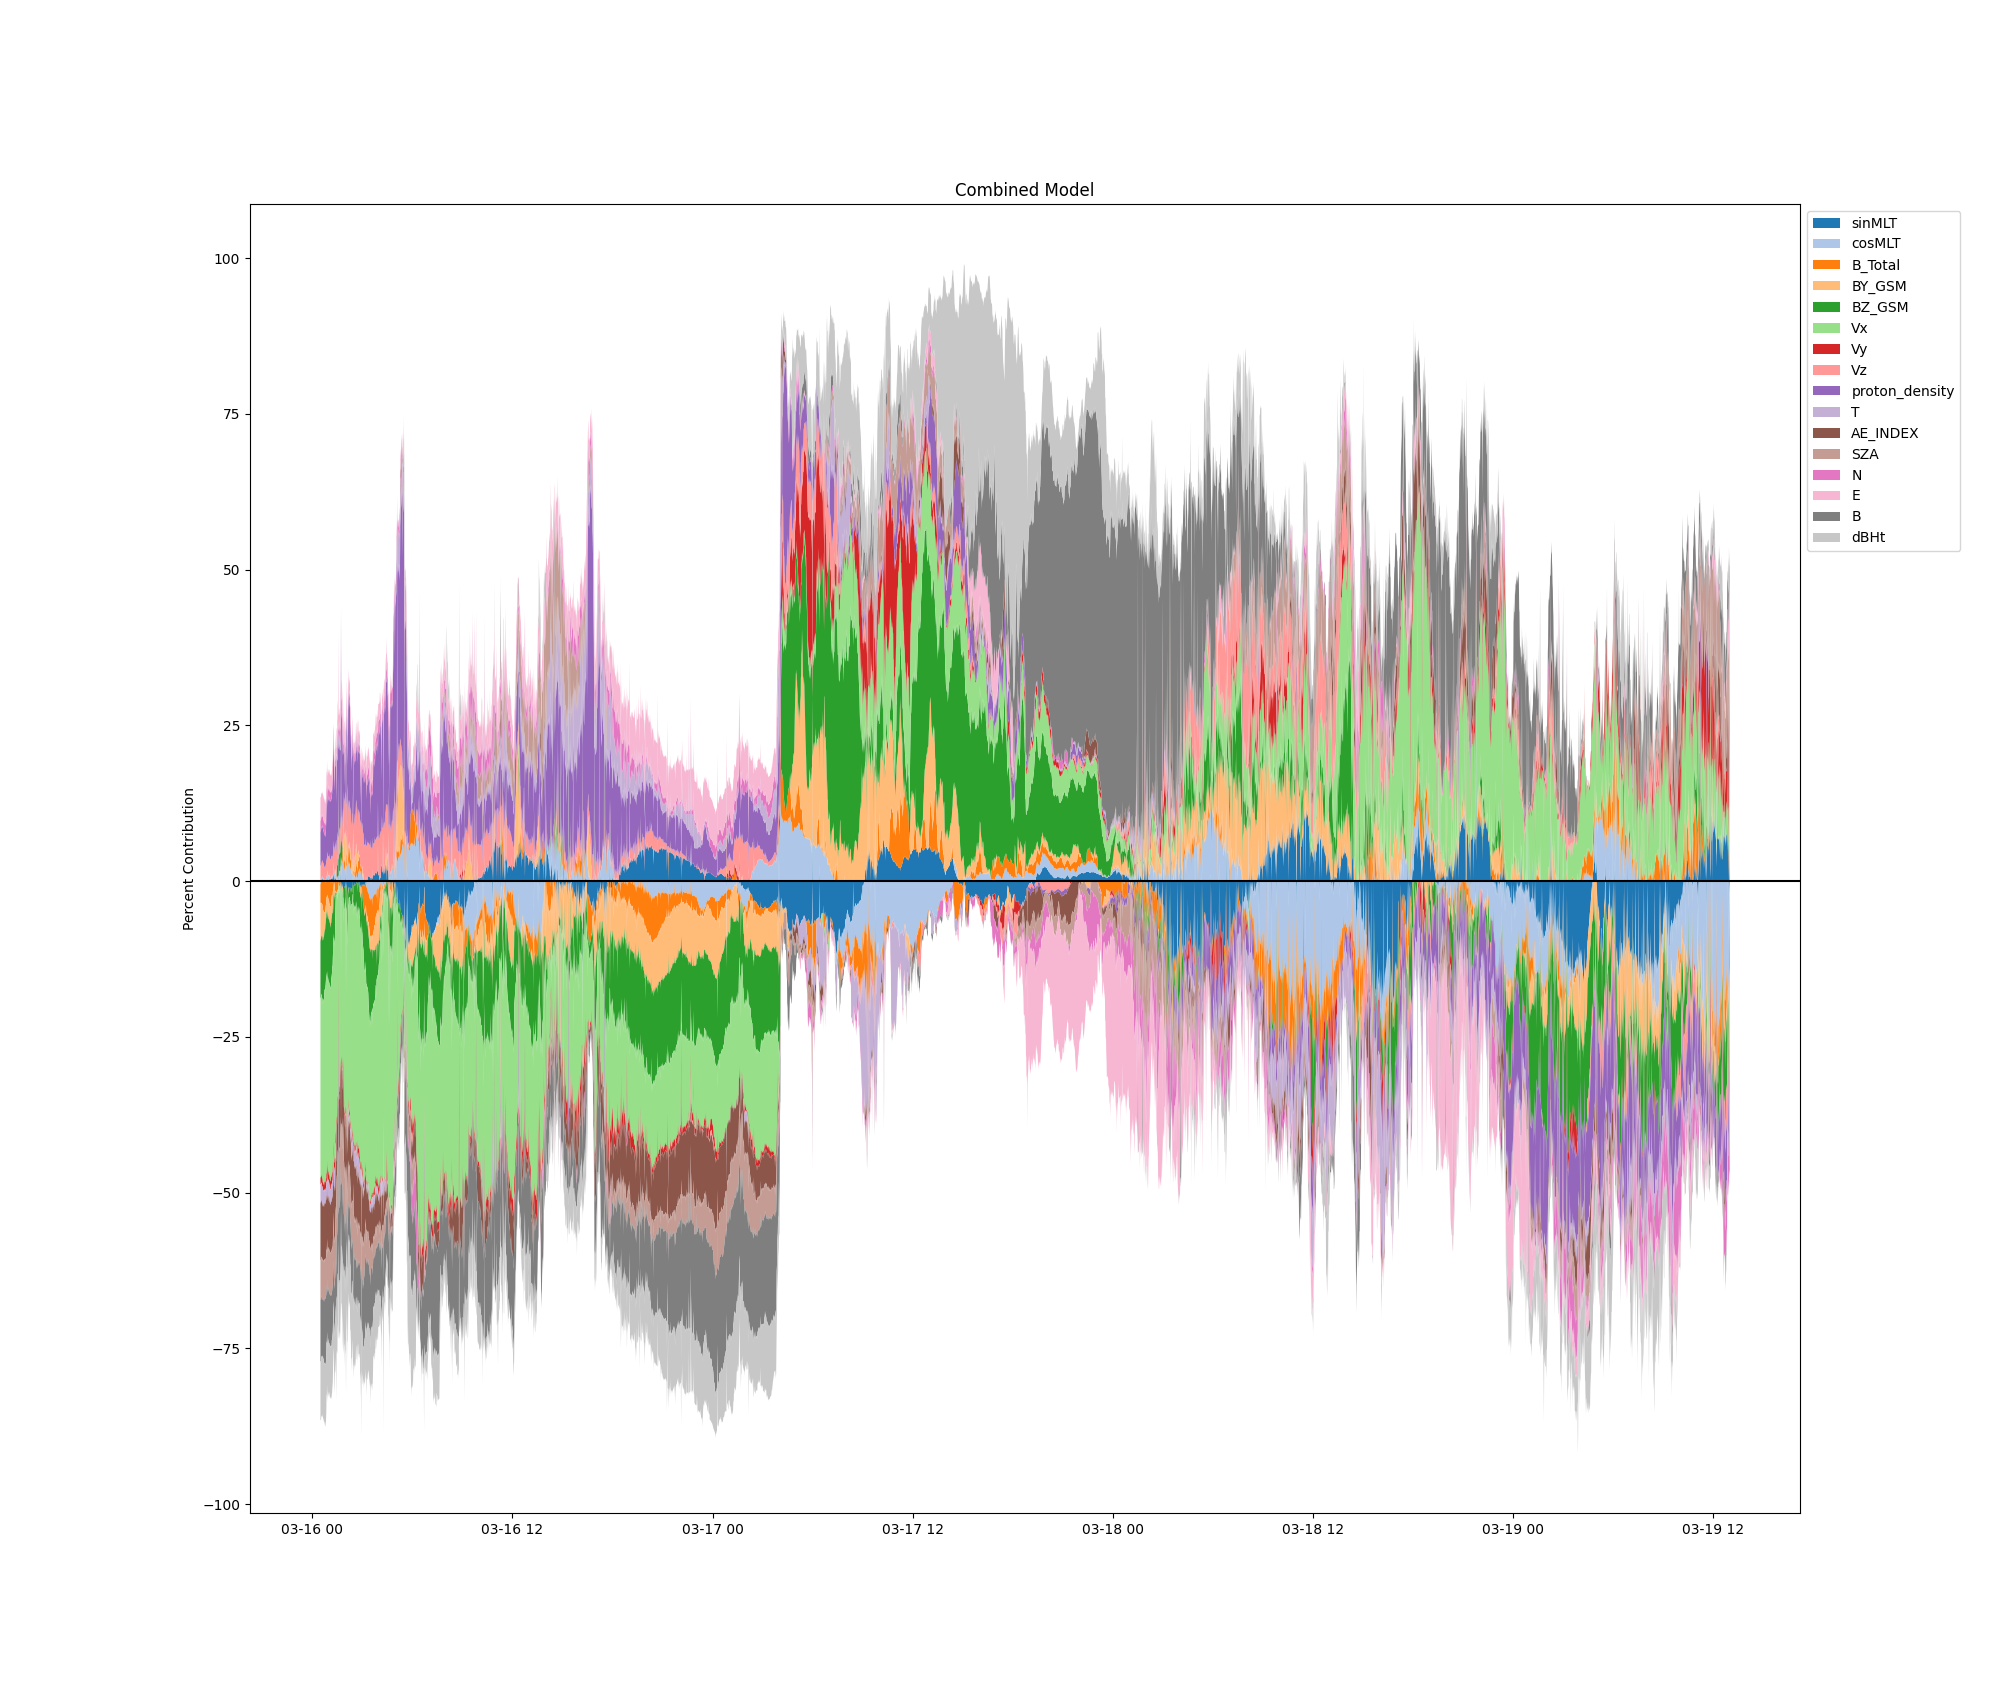 Combined Model
Percent Contribution
100
75
50
25
0
−25
−50
−75
−100
03-16 00
03-16 12
03-17 00
03-17 12
03-18 00
03-18 12
03-19 00
03-19 12
sinMLT
cosMLT
B_Total
BY_GSM
BZ_GSM
Vx
Vy
Vz
proton_density
T
AE_INDEX
SZA
N
E
B
dBHt